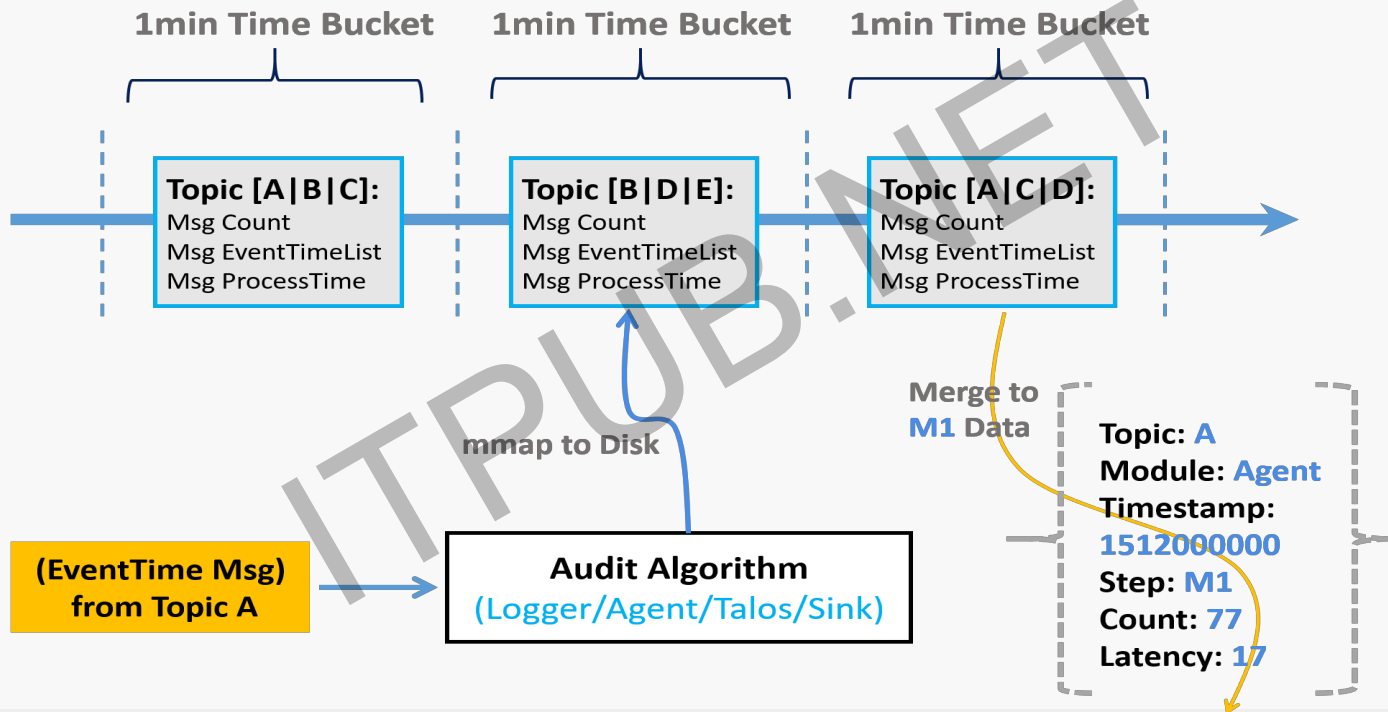 1min Time Bucket
1min Time Bucket
1min Time Bucket
Topic [A|B|C]:
Msg Count
Msg EventTimeList
Msg ProcessTime
Topic [B|D|E]:
Msg Count
Msg EventTimeList
Msg ProcessTime
Topic [A|C|D]:
Msg Count
Msg EventTimeList
Msg ProcessTime
Merge to
M1 Data
mmap to Disk
(EventTime Msg)
from Topic A
Audit Algorithm
(Logger/Agent/Talos/Sink)
Topic: A
Module: Agent
Timestamp:
1512000000
Step: M1
Count: 77
Latency: 17
ITPUB.NET